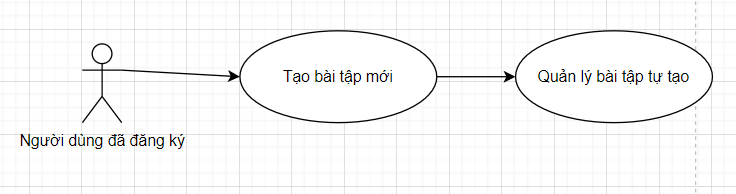 Tạo bài tập mới
Quản lý bài tập tự tạo
Người dùng đã đăng ký